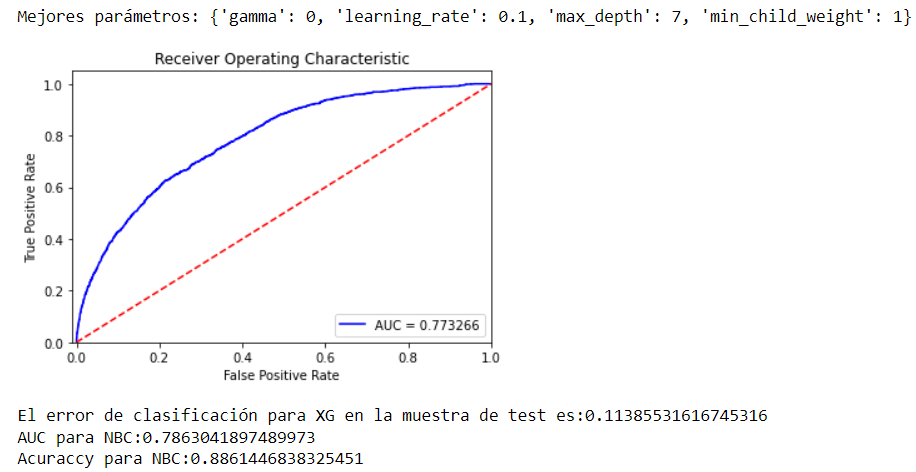 Mejores parámetros: {'gamma': 0, 'learning_rate': 0.1, 'max_depth': 7, 'min_child_weight': 1}
Receiver Operating Characteristic
True Positive Rate
1.0
0.8
0.6
0.4
0.2
0.0
AUC = 0.773266
0.0 0.2 0.4 0.6 0.8 1.0
False Positive Rate
El error de clasificación para XG en la muestra de test es:0.11385531616745316
AUC para NBC:0.7863041897489973
Acuraccy para NBC:0.8861446838325451